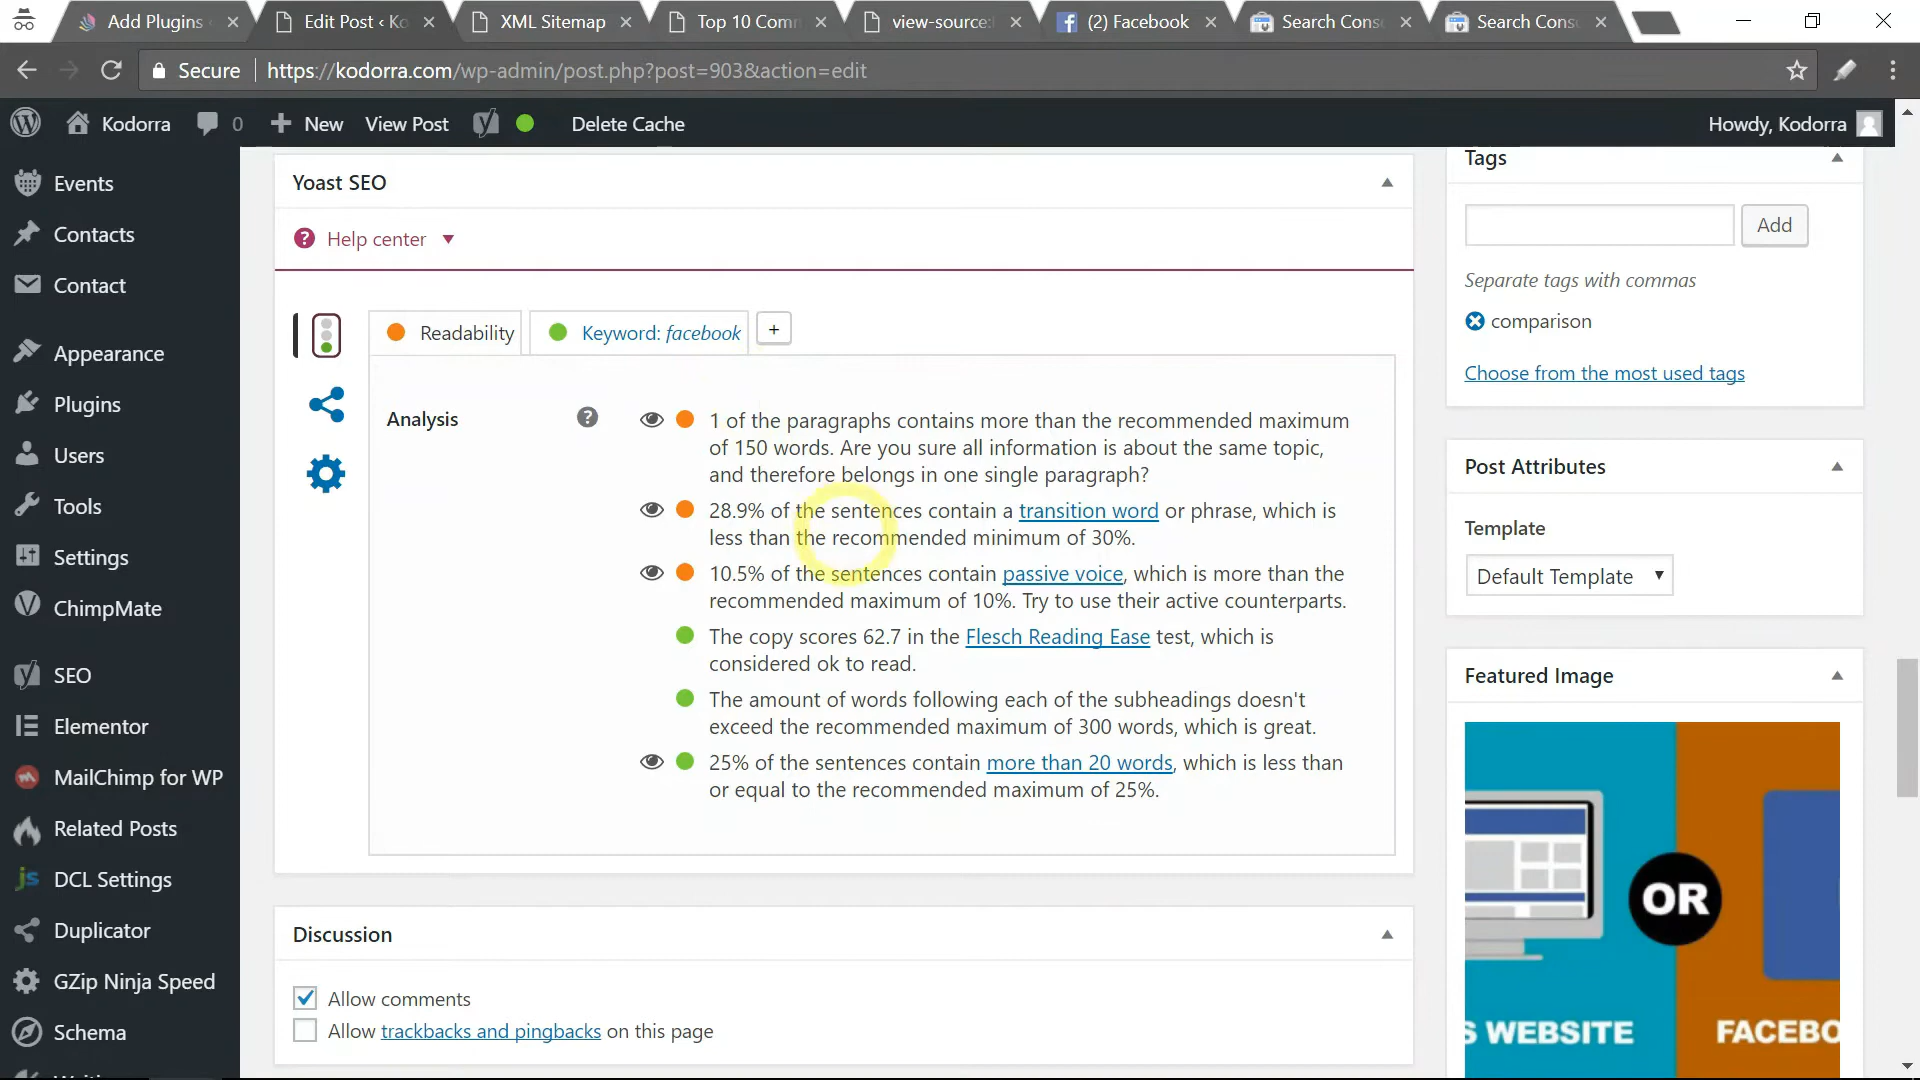 Add Plugins
Edit Post ‹ Ko
XML Sitemap
Top 10 Com
view-source:
(2) Facebook
Search Cons
Search Cons
Secure
https://kodorra.com/wp-admin/post.php?post=903&action=edit
Kodorra
0
New
View Post
Delete Cache
Howdy, Kodorra
Events
Contacts
Contact
Appearance
Plugins
Users
Tools
Settings
ChimpMate
SEO
Elementor
MailChimp for WP
Related Posts
DCL Settings
Duplicator
GZip Ninja Speed
Schema
Yoast SEO
Help center
Readability
Keyword: facebook
+
Analysis
1 of the paragraphs contains more than the recommended maximum
of 150 words. Are you sure all information is about the same topic,
and therefore belongs in one single paragraph?
28.9% of the sentences contain a transition word or phrase, which is
less than the recommended minimum of 30%.
10.5% of the sentences contain passive voice, which is more than the
recommended maximum of 10%. Try to use their active counterparts.
The copy scores 62.7 in the Flesch Reading Ease test, which is
considered ok to read.
The amount of words following each of the subheadings doesn't
exceed the recommended maximum of 300 words, which is great.
25% of the sentences contain more than 20 words, which is less than
or equal to the recommended maximum of 25%.
Discussion
Allow comments
Allow trackbacks and pingbacks on this page
Tags
Add
Separate tags with commas
comparison
Choose from the most used tags
Post Attributes
Template
Default Template
Featured Image
OR
S WEBSITE
FACEBO